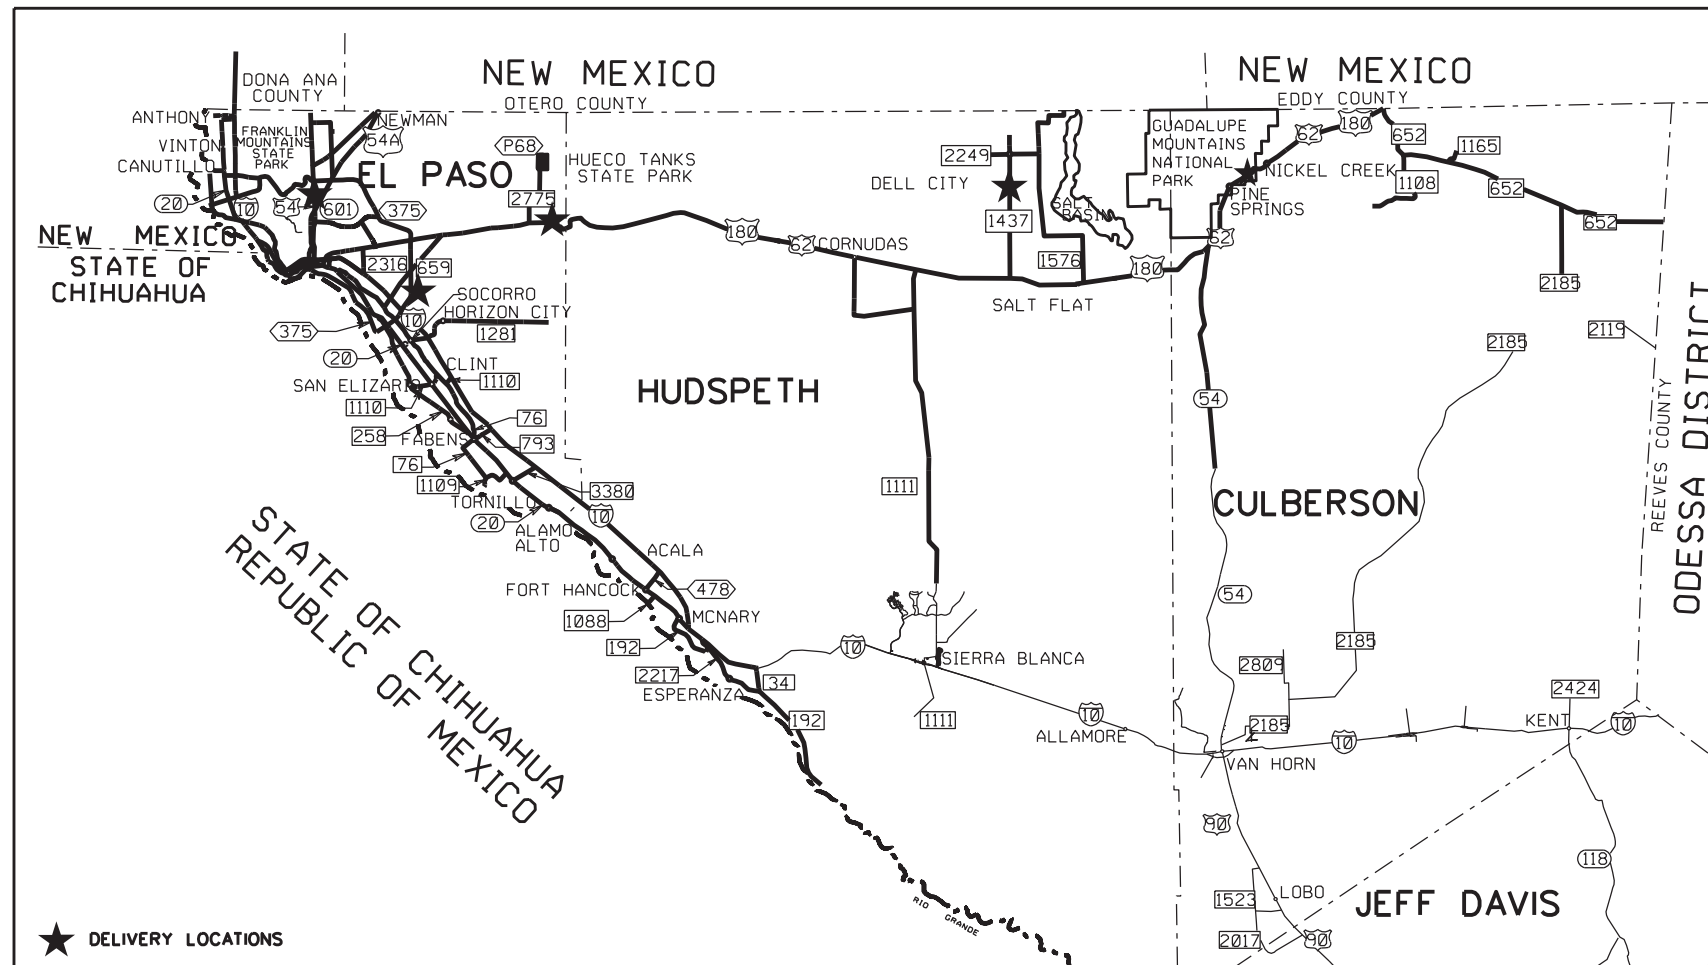 NEW MEXICO
NEW MEXICO
DONA ANA
COUNTY
OTERO COUNTY
EDDY COUNTY
ANTHONY
NEWMAN
VINTON
CANUTILLO
FRANKLIN
MOUNTAINS
STATE
PARK
54A
EL PASO
P68
HUECO TANKS
STATE PARK
2775
2249
DELL CITY
1437
SALT
BASIN
GUADALUPE
MOUNTAINS
NATIONAL
PARK
62
180
652
1165
NICKEL CREEK
1108
652
PINE
SPRINGS
652
20
10
54
601
375
NEW MEXICO
STATE OF
CHIHUAHUA
2316
659
180
62
CORNUDAS
1576
180
62
2185
SALT FLAT
SOCORRO
HORIZON CITY
10
375
1281
20
2185
2119
CLINT
SAN ELIZARIO
1110
1110
HUDSPETH
54
REEVES COUNTY
ODESSA DISTRICT
76
258
FABENS
793
76
1109
3380
TORNILLO
1111
CULBERSON
20
10
ALAMO
ALTO
STATE OF CHIHUAHUA
REPUBLIC OF MEXICO
ACALA
FORT HANCOCK
478
54
1088
MCNARY
192
10
2185
SIERRA BLANCA
2809
2217
ESPERANZA
34
2424
192
1111
10
ALLAMORE
2185
10
KENT
10
VAN HORN
90
118
1523
LOBO
JEFF DAVIS
RIO GRANDE
2017
90
DELIVERY LOCATIONS